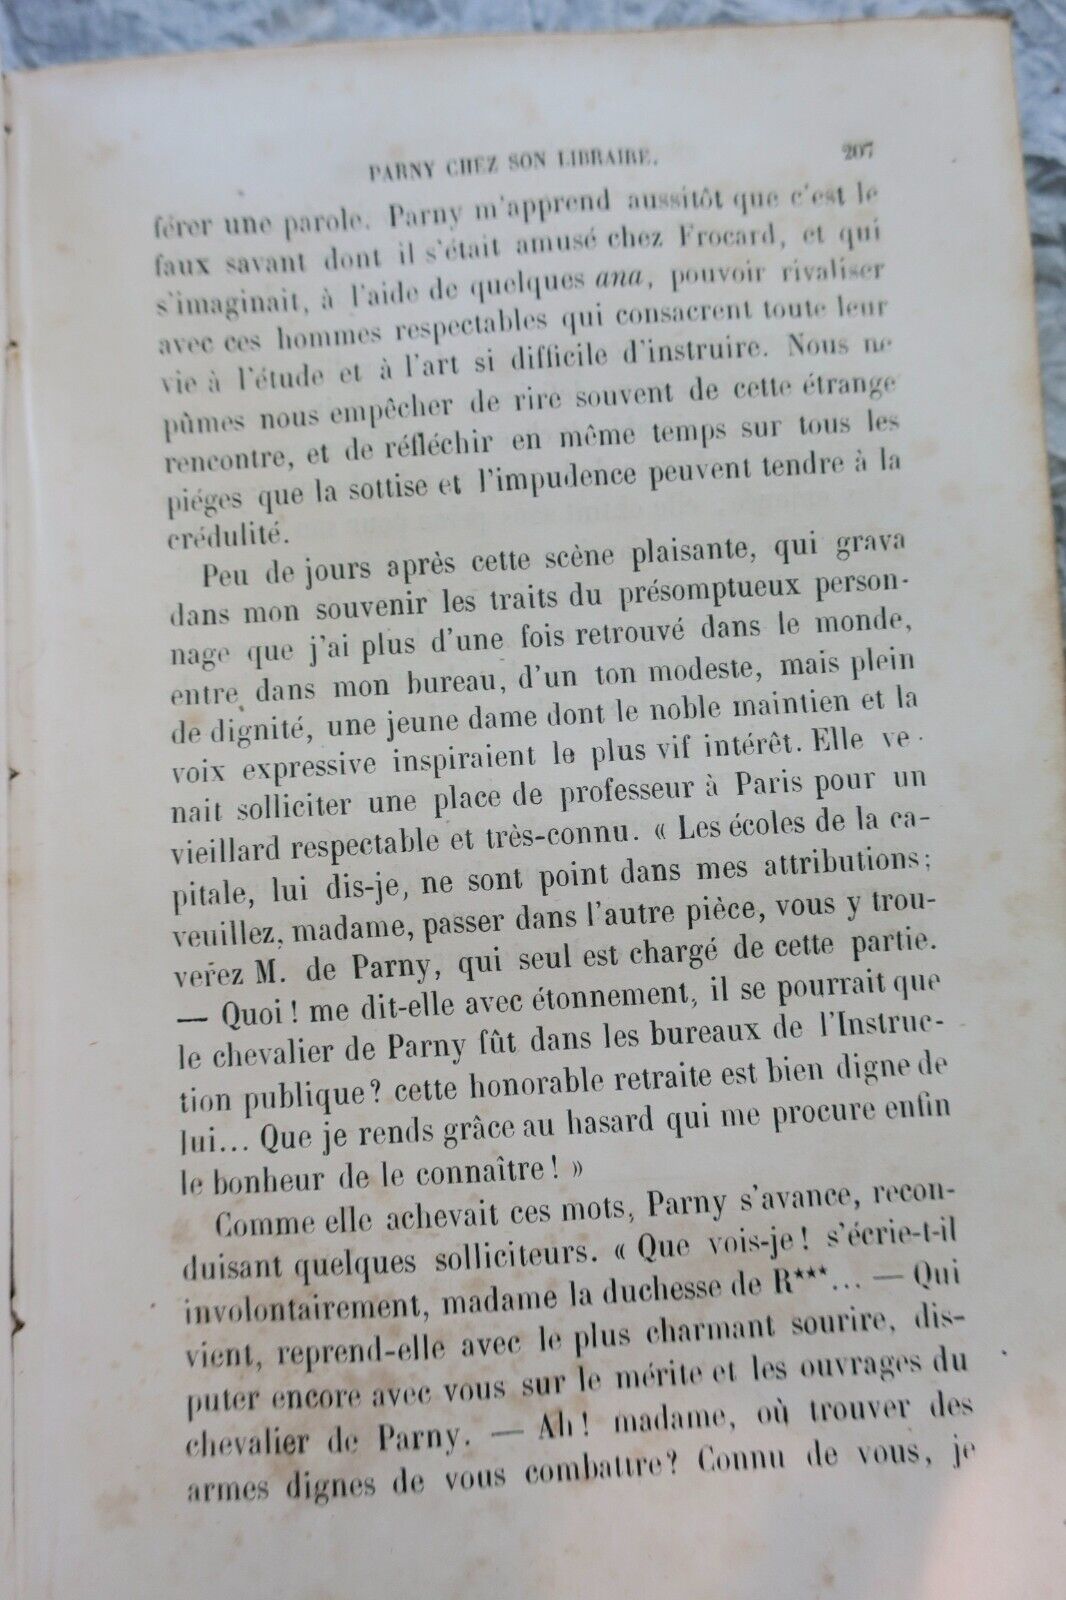 PARNY CHEZ SON LIBRAIRE. 207
férer une parole. Parny m'apprend aussitôt que c'est le
faux savant dont il s'était amusé chez Frocard, et qui
s'imaginait, à l'aide de quelques ana, pouvoir rivaliser
avec ces hommes respectables qui consacrent toute leur
vie à l'étude et à l'art si difficile d'instruire. Nous ne
pûmes nous empêcher de rire souvent de cette étrange
rencontre, et de réfléchir en même temps sur tous les
piéges que la sottise et l'impudence peuvent tendre à la
crédulité.
Peu de jours après cette scène plaisante, qui grava
dans mon souvenir les traits du présomptueux person-
nage que j'ai plus d'une fois retrouvé dans le monde,
entre dans mon bureau, d'un ton modeste, mais plein
de dignité, une jeune dame dont le noble maintien et la
voix expressive inspiraient le plus vif intérêt. Elle ve-
nait solliciter une place de professeur à Paris pour un
vieillard respectable et très-connu. « Les écoles de la ca-
pitale, lui dis-je, ne sont point dans mes attributions;
veuillez, madame, passer dans l'autre pièce, vous y trou-
verez M. de Parny, qui seul est chargé de cette partie.
— Quoi! me dit-elle avec étonnement, il se pourrait que
le chevalier de Parny fût dans les bureaux de l'Instruc-
tion publique? cette honorable retraite est bien digne de
lui... Que je rends grâce au hasard qui me procure enfin
le bonheur de le connaître! »
Comme elle achevait ces mots, Parny s'avance, recon-
duisant quelques solliciteurs. « Que vois-je! s'écrie-t-il
involontairement, madame la duchesse de R***... — Qui
vient, reprend-elle avec le plus charmant sourire, dis-
puter encore avec vous sur le mérite et les ouvrages du
chevalier de Parny. — Ah! madame, où trouver des
armes dignes de vous combattre? Connu de vous, je